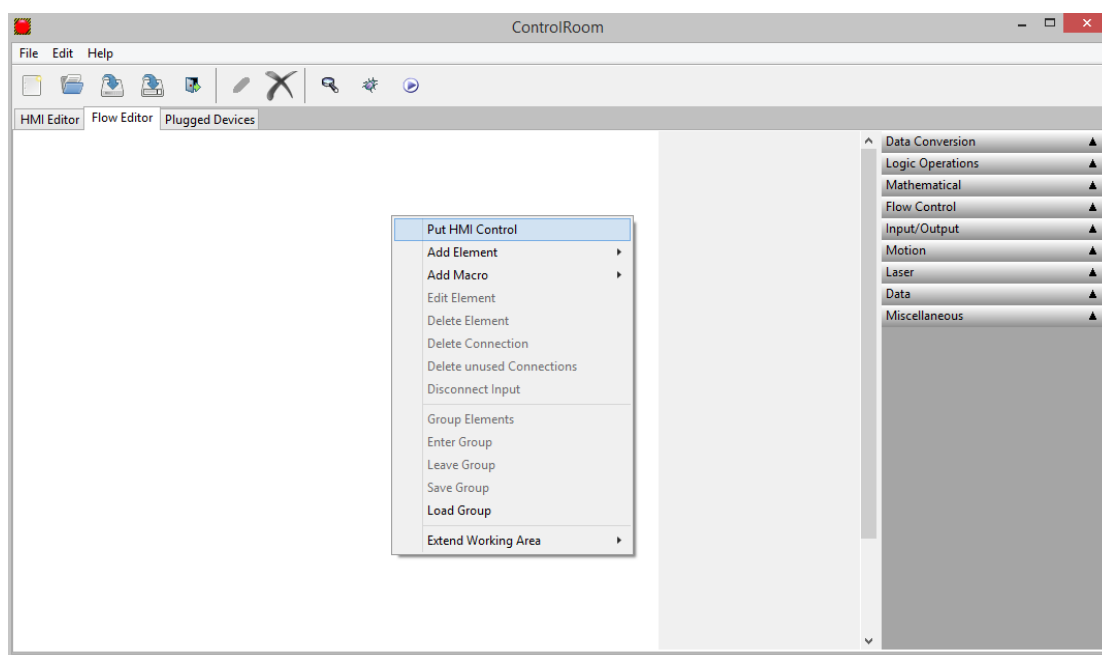 ControlRoom
File Edit Help
HMI Editor Flow Editor Plugged Devices
Data Conversion
Logic Operations
Mathematical
Flow Control
Input/Output
Motion
Laser
Data
Miscellaneous
Put HMI Control
Add Element
Add Macro
Edit Element
Delete Element
Delete Connection
Delete unused Connections
Disconnect Input
Group Elements
Enter Group
Leave Group
Save Group
Load Group
Extend Working Area